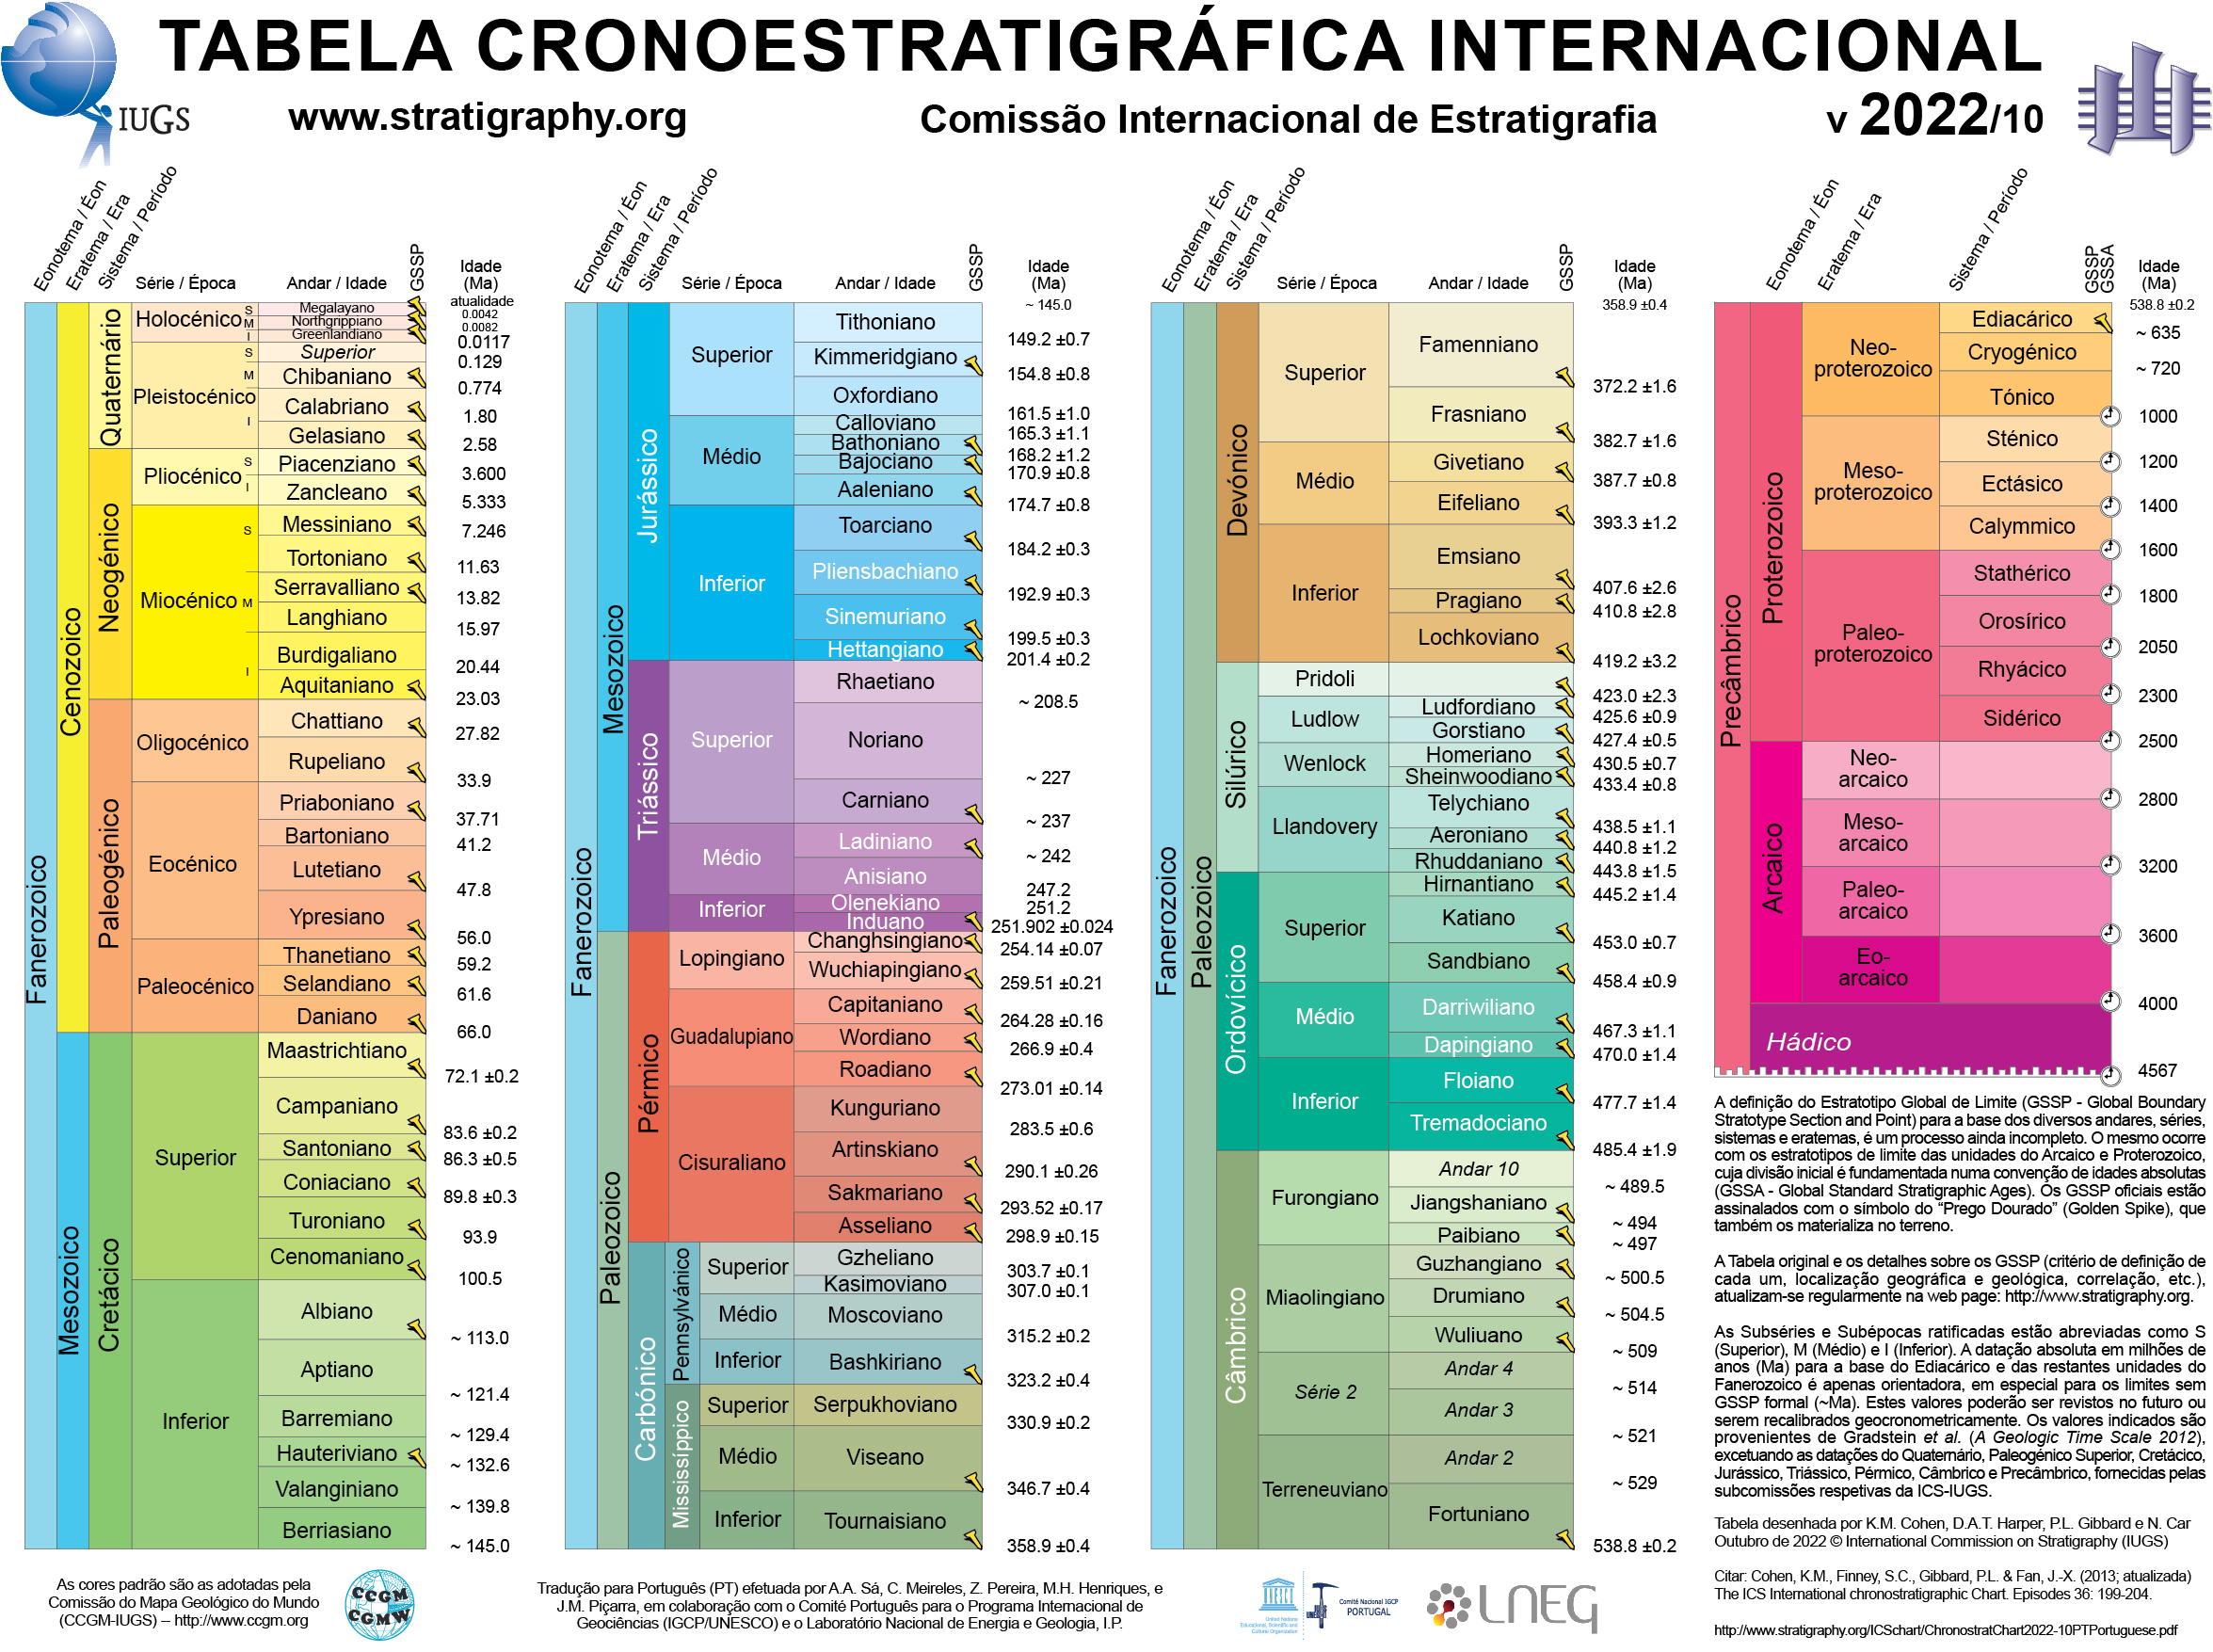 TABELA CRONOESTRATIGRÁFICA INTERNACIONAL
IUGS
www.stratigraphy.org
Comissão Internacional de Estratigrafia
v 2022/10
Eonotema / Éon
Eratema / Era
Sistema / Período
Série / Época
Andar / Idade
GSSP
Idade (Ma)
Fanerozoico
Cenozoico
Quaternário
Holocénico
S
M
I
Megalayano
Northgrippiano
Greenlandiano
atualidade
0.0042
0.0082
0.0117
Pleistocénico
S
M
I
Superior
0.129
Chibaniano
0.774
Calabriano
1.80
Gelasiano
2.58
Neogénico
Pliocénico
S
I
Piacenziano
3.600
Zancleano
5.333
Miocénico
S
M
I
Messiniano
7.246
Tortoniano
11.63
Serravalliano
13.82
Langhiano
15.97
Burdigaliano
20.44
Aquitaniano
23.03
Paleogénico
Oligocénico
Chattiano
27.82
Rupeliano
33.9
Eocénico
Priaboniano
37.71
Bartoniano
41.2
Lutetiano
47.8
Ypresiano
56.0
Paleocénico
Thanetiano
59.2
Selandiano
61.6
Daniano
66.0
Mesozoico
Cretácico
Superior
Maastrichtiano
72.1 ±0.2
Campaniano
83.6 ±0.2
Santoniano
86.3 ±0.5
Coniaciano
89.8 ±0.3
Turoniano
93.9
Cenomaniano
100.5
Inferior
Albiano
~ 113.0
Aptiano
~ 121.4
Barremiano
~ 129.4
Hauteriviano
~ 132.6
Valanginiano
~ 139.8
Berriasiano
~ 145.0
Eonotema / Éon
Eratema / Era
Sistema / Período
Série / Época
Andar / Idade
GSSP
Idade (Ma)
~ 145.0
Fanerozoico
Mesozoico
Jurássico
Superior
Tithoniano
149.2 ±0.7
Kimmeridgiano
154.8 ±0.8
Oxfordiano
161.5 ±1.0
Médio
Calloviano
165.3 ±1.1
Bathoniano
168.2 ±1.2
Bajociano
170.9 ±0.8
Aaleniano
174.7 ±0.8
Inferior
Toarciano
184.2 ±0.3
Pliensbachiano
192.9 ±0.3
Sinemuriano
199.5 ±0.3
Hettangiano
201.4 ±0.2
Triássico
Superior
Rhaetiano
~ 208.5
Noriano
~ 227
Carniano
~ 237
Médio
Ladiniano
~ 242
Anisiano
247.2
Inferior
Olenekiano
251.2
Induano
251.902 ±0.024
Paleozoico
Pérmico
Lopingiano
Changhsingiano
254.14 ±0.07
Wuchiapingiano
259.51 ±0.21
Guadalupiano
Capitaniano
264.28 ±0.16
Wordiano
266.9 ±0.4
Roadiano
273.01 ±0.14
Cisuraliano
Kunguriano
283.5 ±0.6
Artinskiano
290.1 ±0.26
Sakmariano
293.52 ±0.17
Asseliano
298.9 ±0.15
Carbónico
Pennsylvánico
Superior
Gzheliano
303.7 ±0.1
Kasimoviano
307.0 ±0.1
Médio
Moscoviano
315.2 ±0.2
Inferior
Bashkiriano
323.2 ±0.4
Mississíppico
Superior
Serpukhoviano
330.9 ±0.2
Médio
Viseano
346.7 ±0.4
Inferior
Tournaisiano
358.9 ±0.4
Eonotema / Éon
Eratema / Era
Sistema / Período
Série / Época
Andar / Idade
GSSP
Idade (Ma)
358.9 ±0.4
Fanerozoico
Paleozoico
Devónico
Superior
Famenniano
372.2 ±1.6
Frasniano
382.7 ±1.6
Médio
Givetiano
387.7 ±0.8
Eifeliano
393.3 ±1.2
Inferior
Emsiano
407.6 ±2.6
Pragiano
410.8 ±2.8
Lochkoviano
419.2 ±3.2
Silúrico
Pridoli
423.0 ±2.3
Ludlow
Ludfordiano
425.6 ±0.9
Gorstiano
427.4 ±0.5
Wenlock
Homeriano
430.5 ±0.7
Sheinwoodiano
433.4 ±0.8
Llandovery
Telychiano
438.5 ±1.1
Aeroniano
440.8 ±1.2
Rhuddaniano
443.8 ±1.5
Ordovícico
Superior
Hirnantiano
445.2 ±1.4
Katiano
453.0 ±0.7
Sandbiano
458.4 ±0.9
Médio
Darriwiliano
467.3 ±1.1
Dapingiano
470.0 ±1.4
Inferior
Floiano
477.7 ±1.4
Tremadociano
485.4 ±1.9
Câmbrico
Furongiano
Andar 10
~ 489.5
Jiangshaniano
~ 494
Paibiano
~ 497
Miaolingiano
Guzhangiano
~ 500.5
Drumiano
~ 504.5
Wuliuano
~ 509
Série 2
Andar 4
~ 514
Andar 3
~ 521
Terreneuviano
Andar 2
~ 529
Fortuniano
538.8 ±0.2
Eonotema / Éon
Eratema / Era
Sistema / Período
GSSP
GSSA
Idade (Ma)
538.8 ±0.2
Precâmbrico
Proterozoico
Neo-
proterozoico
Ediacárico
~ 635
Cryogénico
~ 720
Tónico
1000
Meso-
proterozoico
Sténico
1200
Ectásico
1400
Calymmico
1600
Paleo-
proterozoico
Stathérico
1800
Orosírico
2050
Rhyácico
2300
Sidérico
2500
Arcaico
Neo-
arcaico
2800
Meso-
arcaico
3200
Paleo-
arcaico
3600
Eo-
arcaico
4000
Hádico
4567
A definição do Estratotipo Global de Limite (GSSP - Global Boundary
Stratotype Section and Point) para a base dos diversos andares, séries,
sistemas e eratemas, é um processo ainda incompleto. O mesmo ocorre
com os estratotipos de limite das unidades do Arcaico e Proterozoico,
cuja divisão inicial é fundamentada numa convenção de idades absolutas
(GSSA - Global Standard Stratigraphic Ages). Os GSSP oficiais estão
assinalados com o símbolo do “Prego Dourado” (Golden Spike), que
também os materializa no terreno.
A Tabela original e os detalhes sobre os GSSP (critério de definição de
cada um, localização geográfica e geológica, correlação, etc.),
atualizam-se regularmente na web page: http://www.stratigraphy.org.
As Subséries e Subépocas ratificadas estão abreviadas como S
(Superior), M (Médio) e I (Inferior). A datação absoluta em milhões de
anos (Ma) para a base do Ediacárico e das restantes unidades do
Fanerozoico é apenas orientadora, em especial para os limites sem
GSSP formal (~Ma). Estes valores poderão ser revistos no futuro ou
serem recalibrados geocronometricamente. Os valores indicados são
provenientes de Gradstein et al. (A Geologic Time Scale 2012),
excetuando as datações do Quaternário, Paleogénico Superior, Cretácico,
Jurássico, Triássico, Pérmico, Câmbrico e Precâmbrico, fornecidas pelas
subcomissões respetivas da ICS-IUGS.
Tabela desenhada por K.M. Cohen, D.A.T. Harper, P.L. Gibbard e N. Car
Outubro de 2022 © International Commission on Stratigraphy (IUGS)
Citar: Cohen, K.M., Finney, S.C., Gibbard, P.L. & Fan, J.-X. (2013; atualizada)
The ICS International chronostratigraphic Chart. Episodes 36: 199-204.
http://www.stratigraphy.org/ICSchart/ChronostratChart2022-10PTPortuguese.pdf
As cores padrão são as adotadas pela
Comissão do Mapa Geológico do Mundo
(CCGM-IUGS) – http://www.ccgm.org
CCGM
CGMW
Tradução para Português (PT) efetuada por A.A. Sá, C. Meireles, Z. Pereira, M.H. Henriques, e
J.M. Piçarra, em colaboração com o Comité Português para o Programa Internacional de
Geociências (IGCP/UNESCO) e o Laboratório Nacional de Energia e Geologia, I.P.
United Nations
Educational, Scientific and
Cultural Organization
Comité Nacional IGCP
PORTUGAL
LNEG